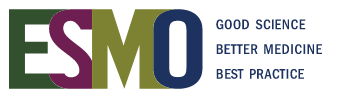 ESMO
GOOD SCIENCE
BETTER MEDICINE
BEST PRACTICE